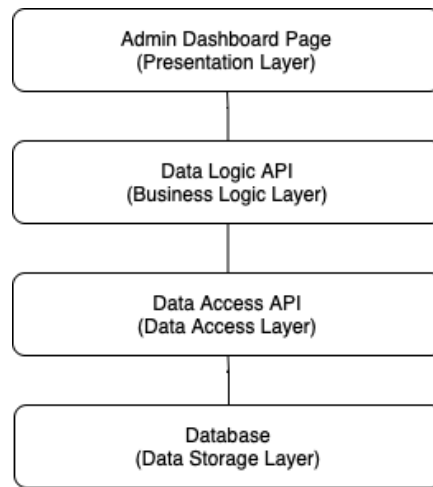 Admin Dashboard Page
(Presentation Layer)
Data Logic API
(Business Logic Layer)
Data Access API
(Data Access Layer)
Database
(Data Storage Layer)